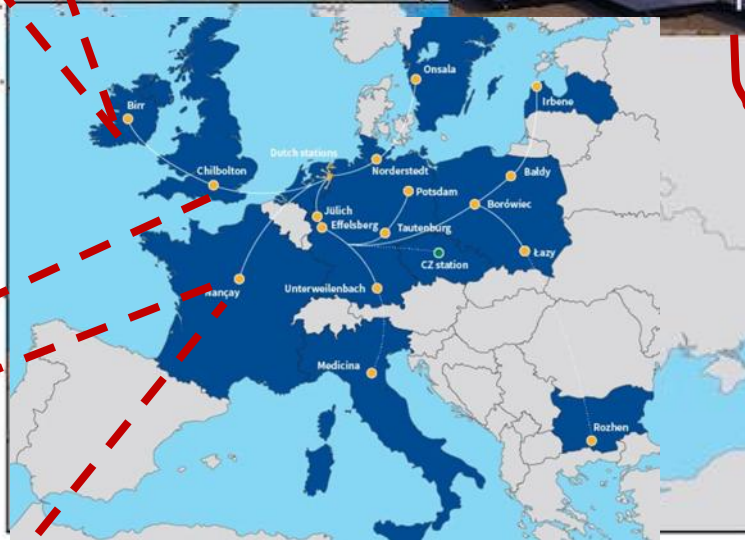 Onsala
Irbene
Birr
Dutch stations
Norderstedt
Chilbolton
Bałdy
Potsdam
Jülich
Borówiec
Effelsberg
Tautenburg
Łazy
CZ station
Nançay
Unterweilenbach
Medicina
Rozhen